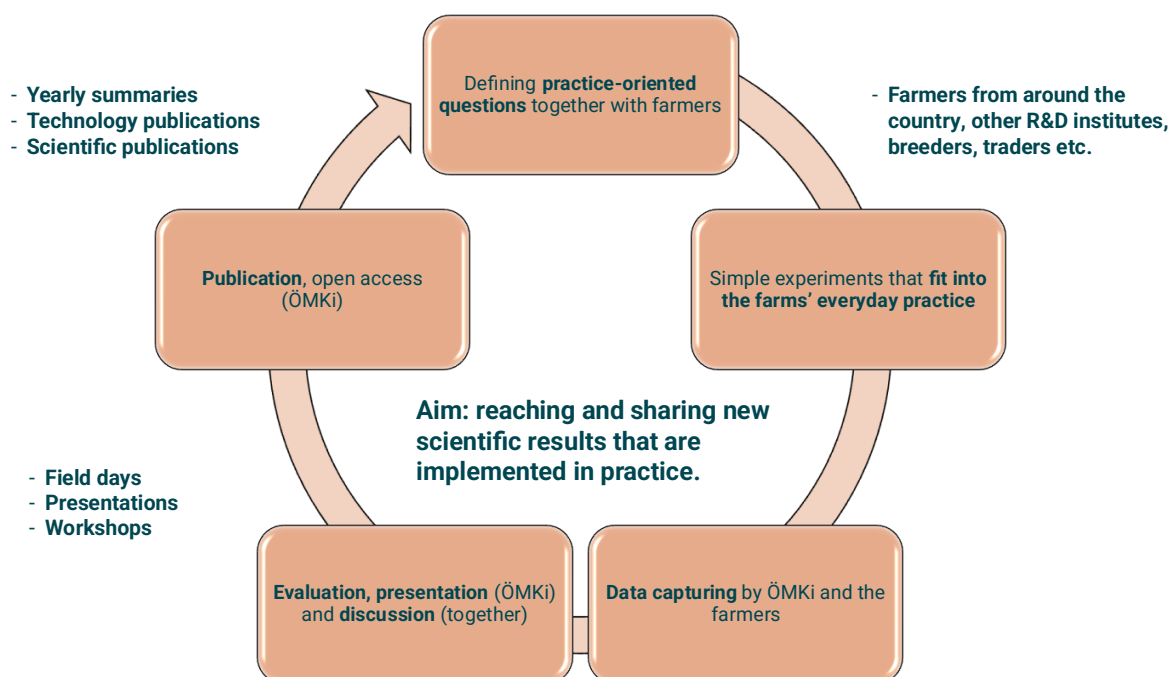 Defining practice-oriented
questions together with farmers
- Farmers from around the
country, other R&D institutes,
breeders, traders etc.
Simple experiments that fit into
the farms’ everyday practice
Data capturing by ÖMKi and the
farmers
Evaluation, presentation (ÖMKi)
and discussion (together)
- Field days
- Presentations
- Workshops
Publication, open access
(ÖMKi)
- Yearly summaries
- Technology publications
- Scientific publications
Aim: reaching and sharing new
scientific results that are
implemented in practice.